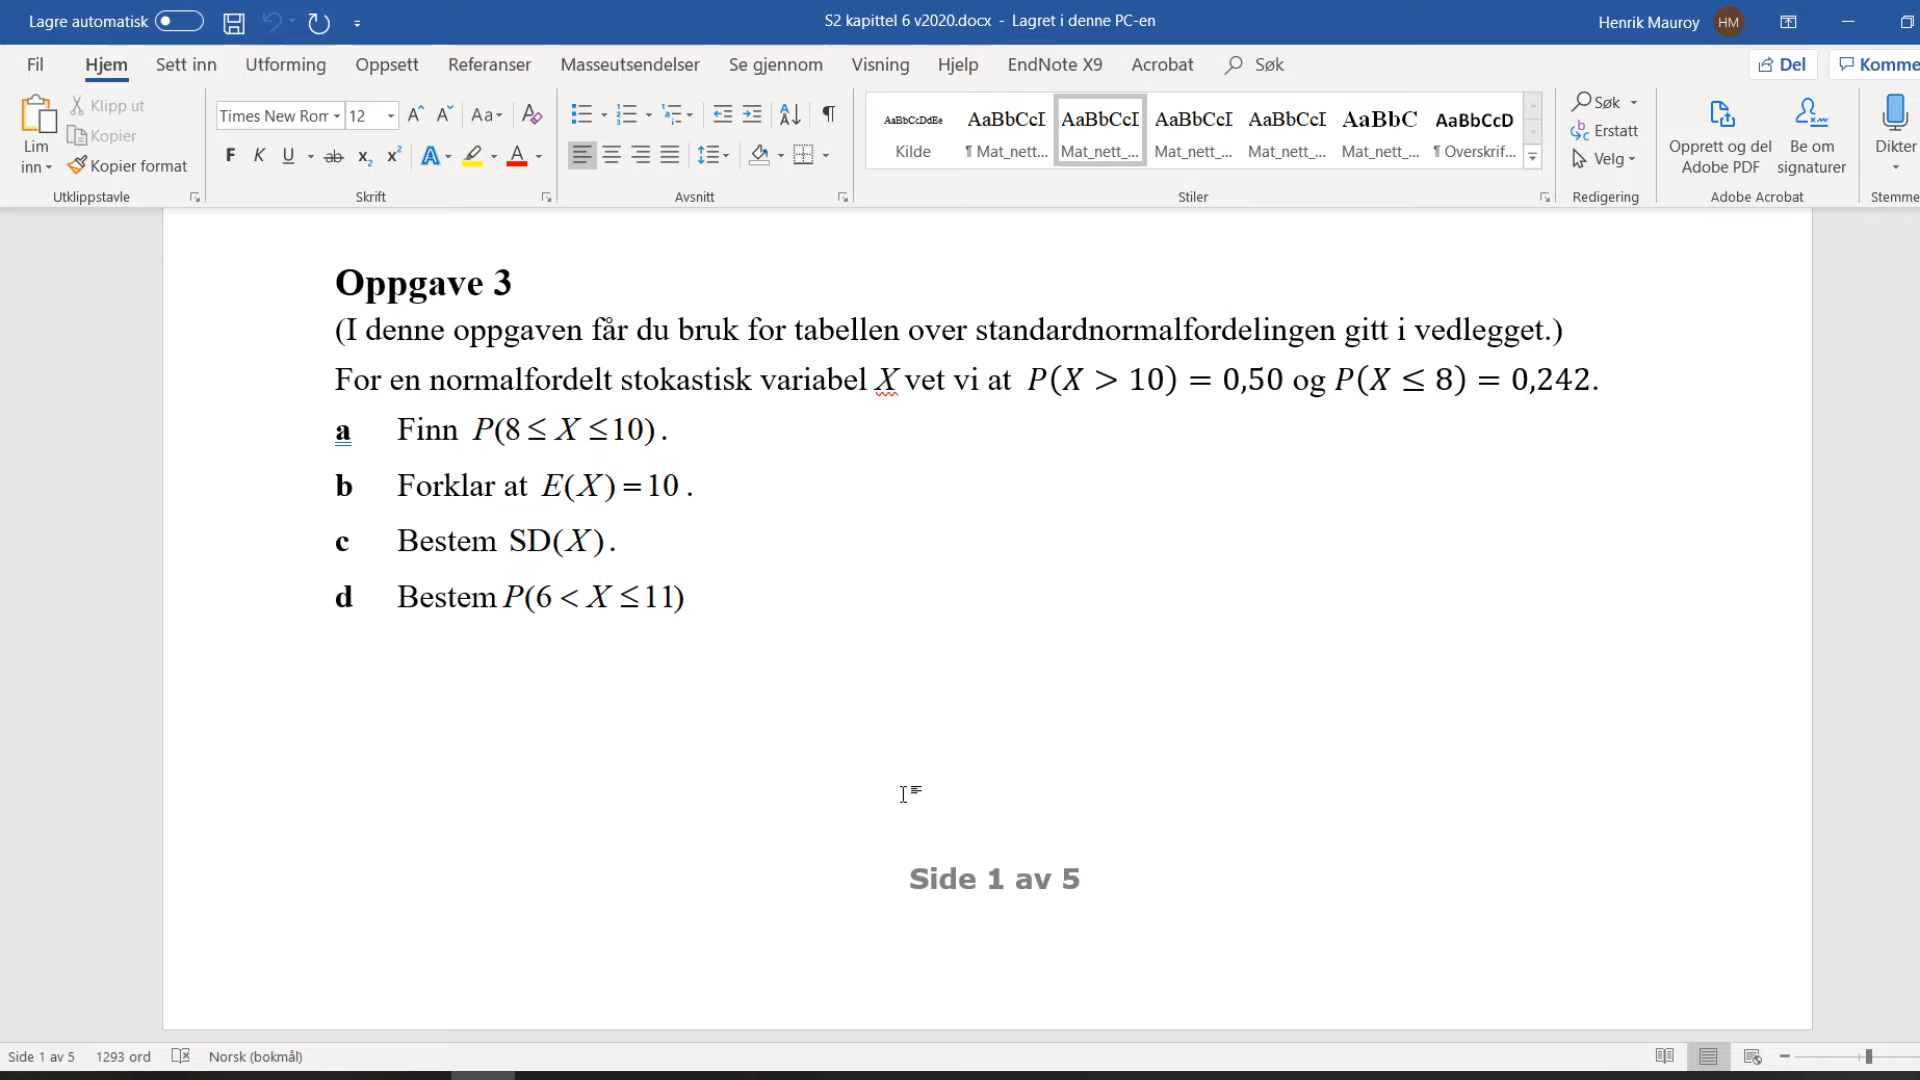 Lagre automatisk
S2 kapittel 6 v2020.docx - Lagret i denne PC-en
Henrik Mauroy HM
Fil Hjem Sett inn Utforming Oppsett Referanser Masseutsendelser Se gjennom Visning Hjelp EndNote X9 Acrobat Søk Del Komme
Lim inn
Klipp ut
Kopier
Kopier format
Utklippstavle
Times New Rom 12
F K U ab x₂ x²
Skrift
Avsnitt
AaBbCcDdEe AaBbCcI AaBbCcI AaBbCcI AaBbCcI AaBbC AaBbCcD
Kilde ¶ Mat_nett... Mat_nett_... Mat_nett_... Mat_nett_... Mat_nett_... ¶ Overskrif...
Stiler
Søk
Erstatt
Velg
Redigering
Opprett og del Adobe PDF
Be om signaturer
Adobe Acrobat
Dikter
Stemme
Oppgave 3
(I denne oppgaven får du bruk for tabellen over standardnormalfordelingen gitt i vedlegget.)
For en normalfordelt stokastisk variabel X vet vi at P(X > 10) = 0,50 og P(X ≤ 8) = 0,242.
a Finn P(8 ≤ X ≤ 10).
b Forklar at E(X) = 10.
c Bestem SD(X).
d Bestem P(6 < X ≤ 11)
Side 1 av 5
Side 1 av 5 1293 ord Norsk (bokmål)